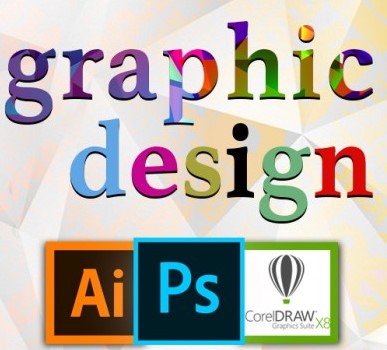 graphic
design
Ai
Ps
CorelDRAW
Graphics Suite X8